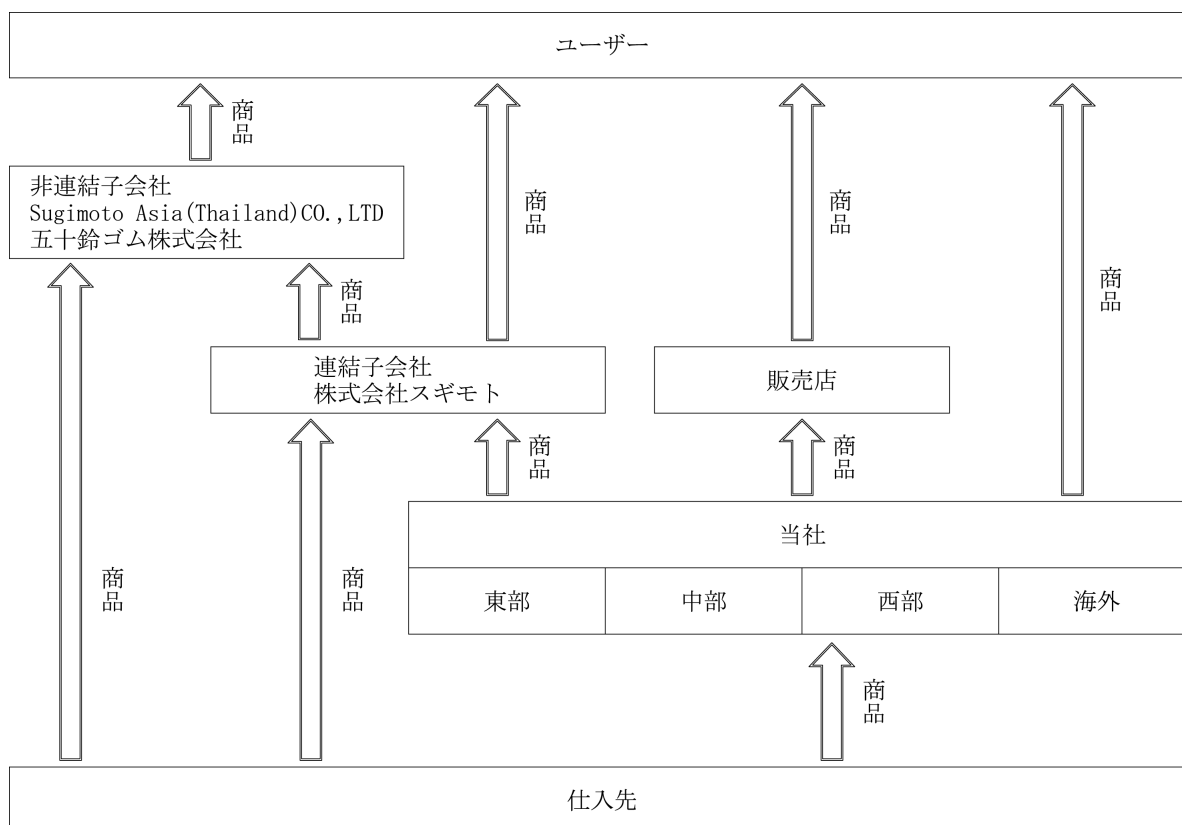 ユーザー
商品
商品
商品
商品
非連結子会社
Sugimoto Asia(Thailand)CO.,LTD
五十鈴ゴム株式会社
商品
連結子会社
株式会社スギモト
販売店
商品
商品
当社
東部
中部
西部
海外
商品
商品
商品
仕入先